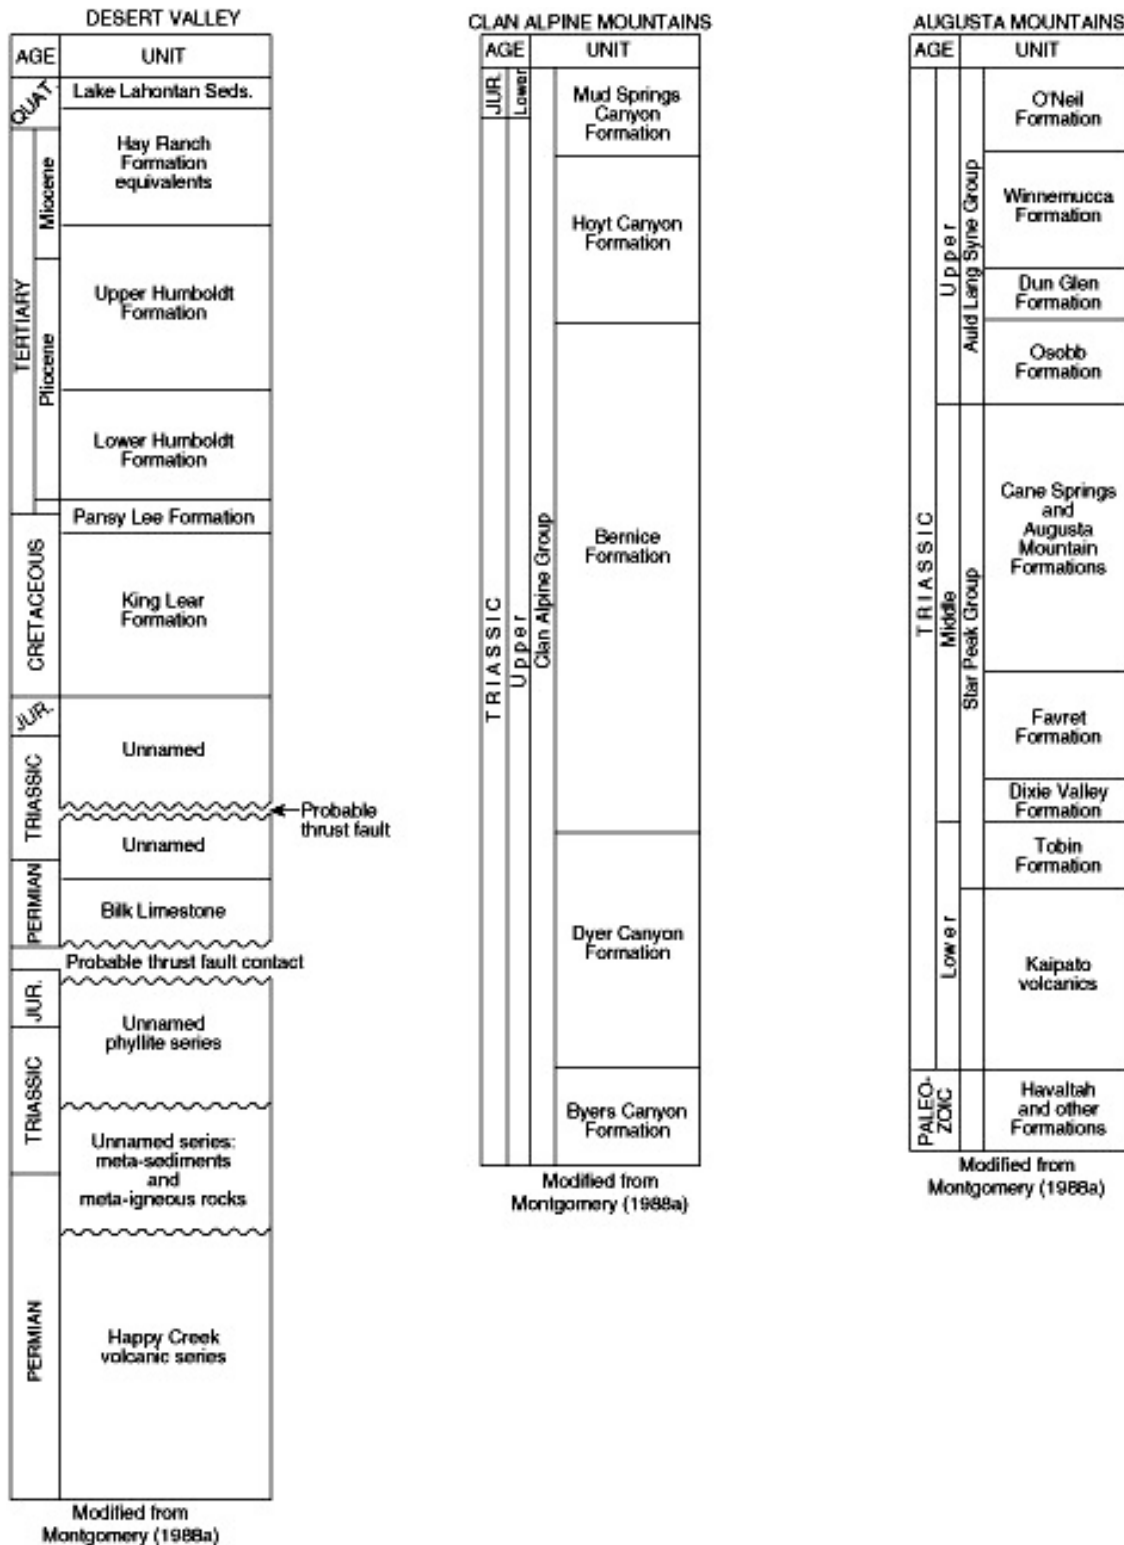 DESERT VALLEY
AGE
UNIT
QUAT.
Lake Lahontan Seds.
TERTIARY
Miocene
Hay Ranch
Formation
equivalents
Pliocene
Upper Humboldt
Formation
Lower Humboldt
Formation
Pansy Lee Formation
CRETACEOUS
King Lear
Formation
JUR.
TRIASSIC
Unnamed
Probable
thrust fault
Unnamed
PERMIAN
Bilk Limestone
Probable thrust fault contact
JUR.
TRIASSIC
Unnamed
phyllite series
Unnamed series:
meta-sediments
and
meta-igneous rocks
PERMIAN
Happy Creek
volcanic series
Modified from
Montgomery (1988a)
CLAN ALPINE MOUNTAINS
AGE
UNIT
JUR.
Lower
TRIASSIC
Upper
Clan Alpine Group
Mud Springs
Canyon
Formation
Hoyt Canyon
Formation
Bernice
Formation
Dyer Canyon
Formation
Byers Canyon
Formation
Modified from
Montgomery (1988a)
AUGUSTA MOUNTAINS
AGE
UNIT
TRIASSIC
Upper
Auld Lang Syne Group
O'Neil
Formation
Winnemucca
Formation
Dun Glen
Formation
Osobb
Formation
Middle
Star Peak Group
Cane Springs
and
Augusta
Mountain
Formations
Favret
Formation
Dixie Valley
Formation
Lower
Tobin
Formation
Kaipato
volcanics
PALEO-
ZOIC
Havaltah
and other
Formations
Modified from
Montgomery (1988a)